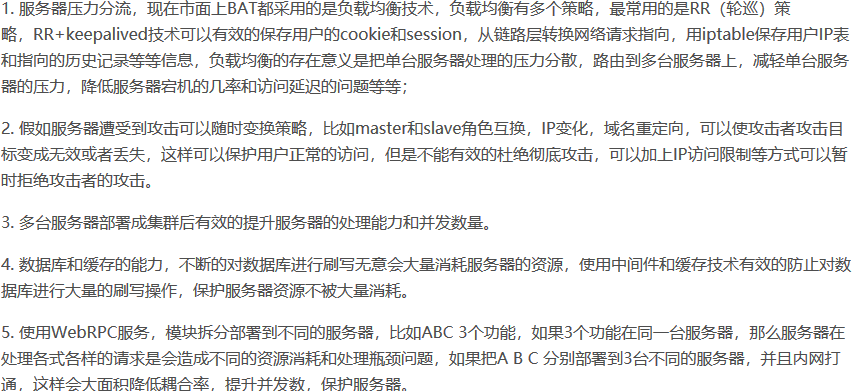 1. 服务器压力分流，现在市面上BAT都采用的是负载均衡技术，负载均衡有多个策略，最常用的是RR（轮巡）策
略，RR+keepalived技术可以有效的保存用户的cookie和session，从链路层转换网络请求指向，用iptable保存用户IP表
和指向的历史记录等等信息，负载均衡的存在意义是把单台服务器处理的压力分散，路由到多台服务器上，减轻单台服务
器的压力，降低服务器宕机的几率和访问延迟的问题等等；
2. 假如服务器遭受到攻击可以随时变换策略，比如master和slave角色互换，IP变化，域名重定向，可以使攻击者攻击目
标变成无效或者丢失，这样可以保护用户正常的访问，但是不能有效的杜绝彻底攻击，可以加上IP访问限制等方式可以暂
时拒绝攻击者的攻击。
3. 多台服务器部署成集群后有效的提升服务器的处理能力和并发数量。
4. 数据库和缓存的能力，不断的对数据库进行刷写无意会大量消耗服务器的资源，使用中间件和缓存技术有效的防止对数
据库进行大量的刷写操作，保护服务器资源不被大量消耗。
5. 使用WebRPC服务，模块拆分部署到不同的服务器，比如ABC 3个功能，如果3个功能在同一台服务器，那么服务器在
处理各式各样的请求是会造成不同的资源消耗和处理瓶颈问题，如果把A B C 分别部署到3台不同的服务器，并且内网打
通，这样会大面积降低耦合率，提升并发数，保护服务器。